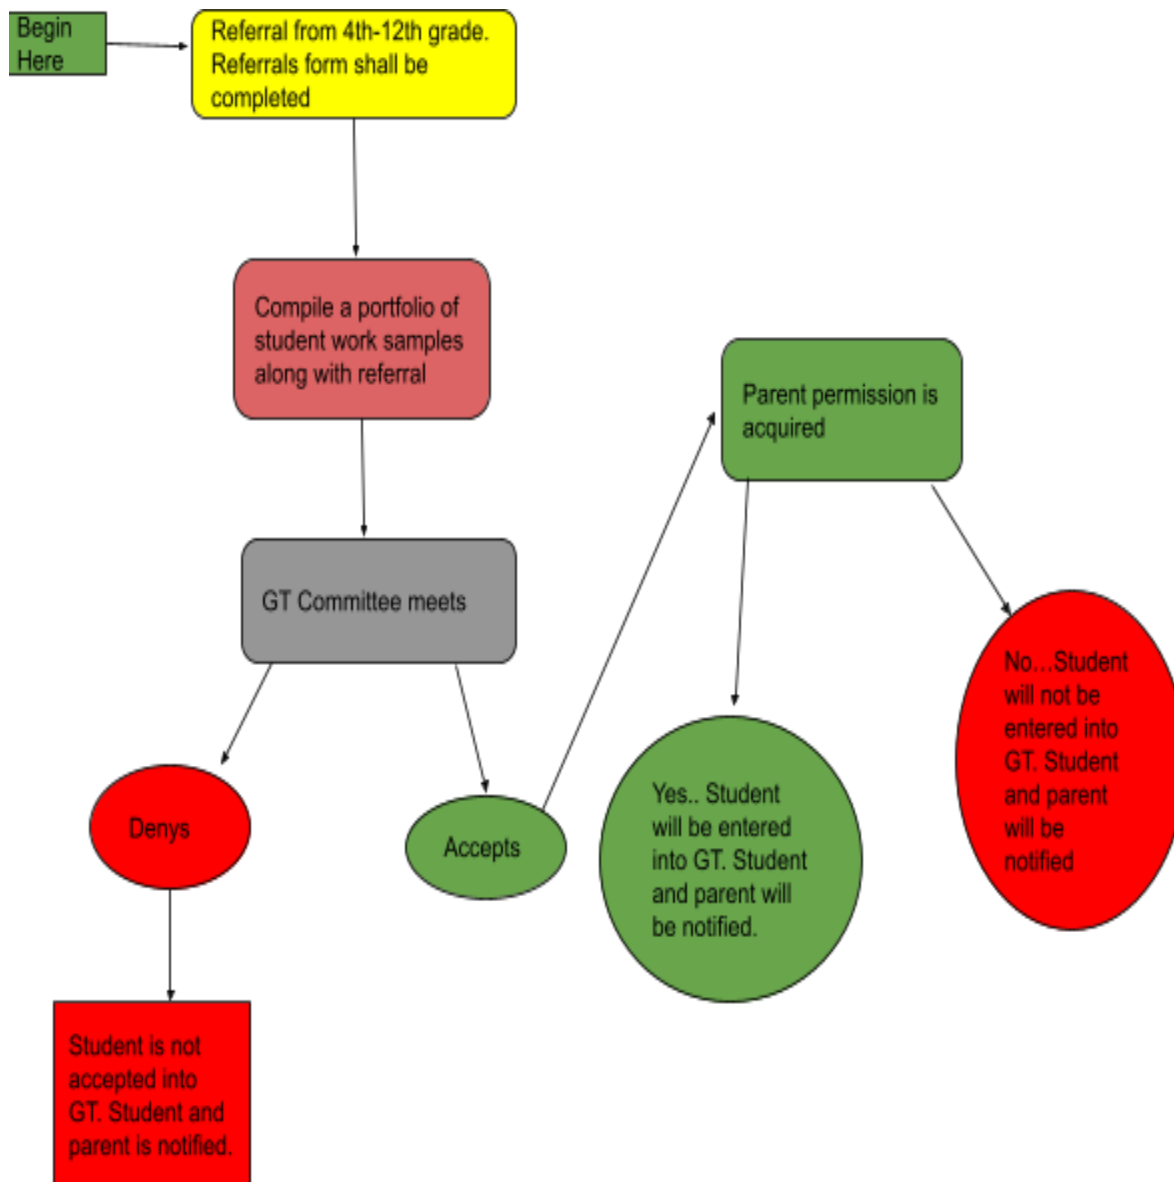 Begin
Here
Referral from 4th-12th grade.
Referrals form shall be
completed
Compile a portfolio of
student work samples
along with referral
Parent permission is
acquired
GT Committee meets
Denys
Accepts
Yes.. Student
will be entered
into GT. Student
and parent will
be notified.
No...Student
will not be
entered into
GT. Student
and parent
will be
notified
Student is not
accepted into
GT. Student and
parent is notified.